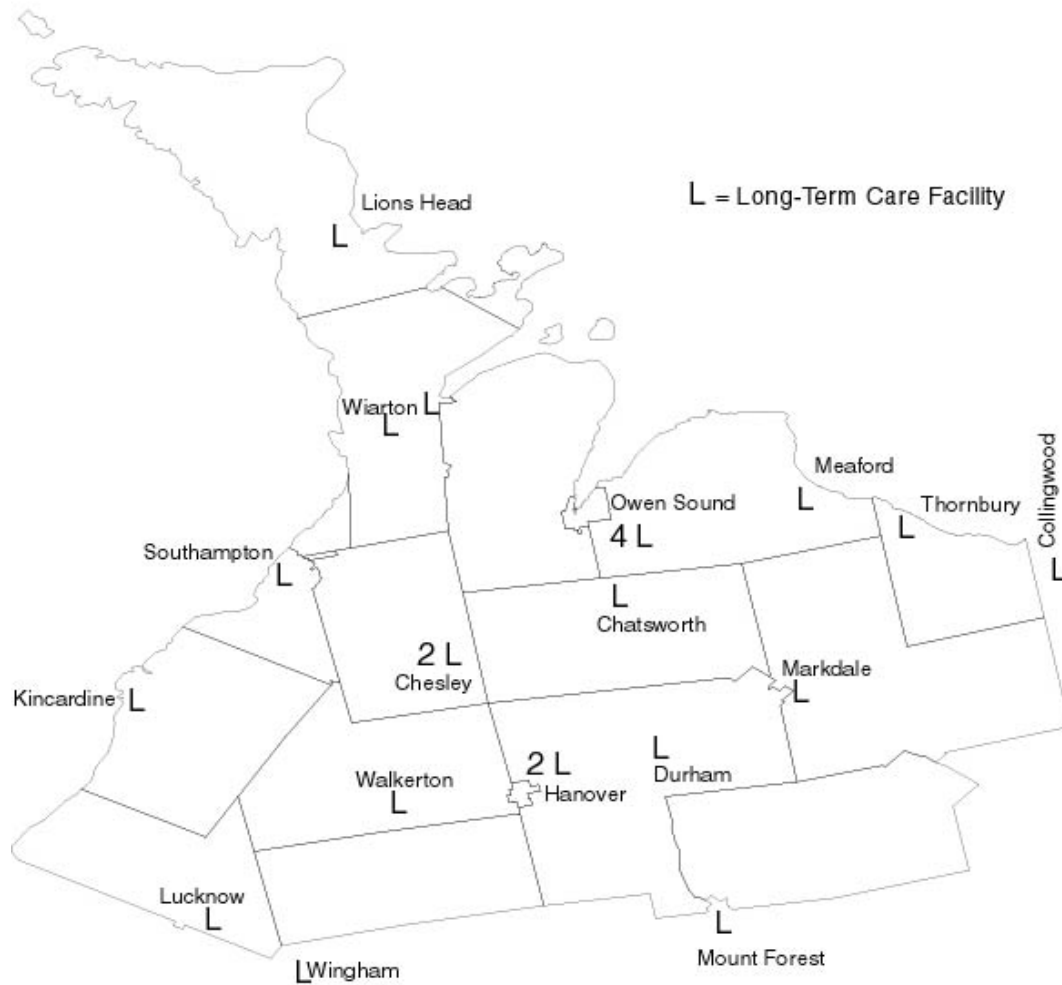 Lions Head
L
L = Long-Term Care Facility
Wiarton L
L
Meaford
L
Collingwood
L
Owen Sound
4 L
Thornbury
L
Southampton
L
L
Chatsworth
2 L
Chesley
Markdale
L
Kincardine L
L
Durham
2 L
Hanover
Walkerton
L
Lucknow
L
L
Mount Forest
L Wingham